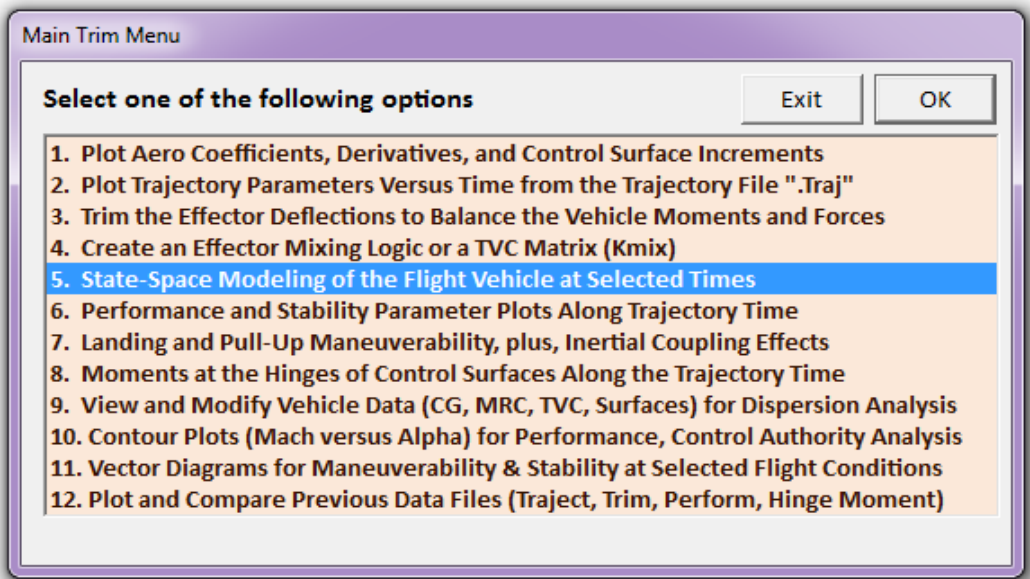 Main Trim Menu
Select one of the following options
Exit
OK
1. Plot Aero Coefficients, Derivatives, and Control Surface Increments
2. Plot Trajectory Parameters Versus Time from the Trajectory File ".Traj"
3. Trim the Effector Deflections to Balance the Vehicle Moments and Forces
4. Create an Effector Mixing Logic or a TVC Matrix (Kmix)
5. State-Space Modeling of the Flight Vehicle at Selected Times
6. Performance and Stability Parameter Plots Along Trajectory Time
7. Landing and Pull-Up Maneuverability, plus, Inertial Coupling Effects
8. Moments at the Hinges of Control Surfaces Along the Trajectory Time
9. View and Modify Vehicle Data (CG, MRC, TVC, Surfaces) for Dispersion Analysis
10. Contour Plots (Mach versus Alpha) for Performance, Control Authority Analysis
11. Vector Diagrams for Maneuverability & Stability at Selected Flight Conditions
12. Plot and Compare Previous Data Files (Traject, Trim, Perform, Hinge Moment)